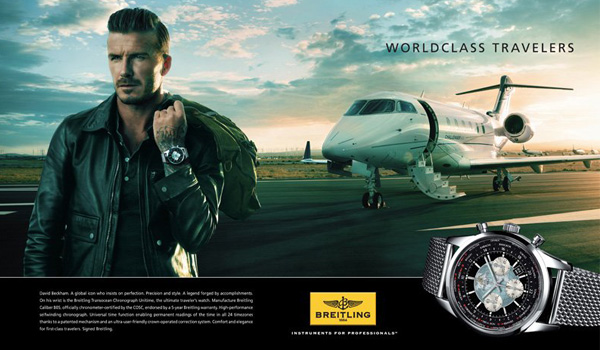 WORLDCLASS TRAVELERS
David Beckham. A global icon who insists on perfection. Precision and style. A legend forged by accomplishments.
On his wrist is the Breitling Transocean Chronograph Unitime, the ultimate traveler's watch. Manufacture Breitling
Caliber B05, officially chronometer-certified by the COSC, endorsed by a 5-year Breitling warranty. High-performance
selfwinding chronograph. Universal time function enabling permanent readings of the time in all 24 timezones
thanks to a patented mechanism and an ultra-user-friendly crown-operated correction system. Comfort and elegance
for first-class travelers. Signed Breitling.
BREITLING
1884
INSTRUMENTS FOR PROFESSIONALS™